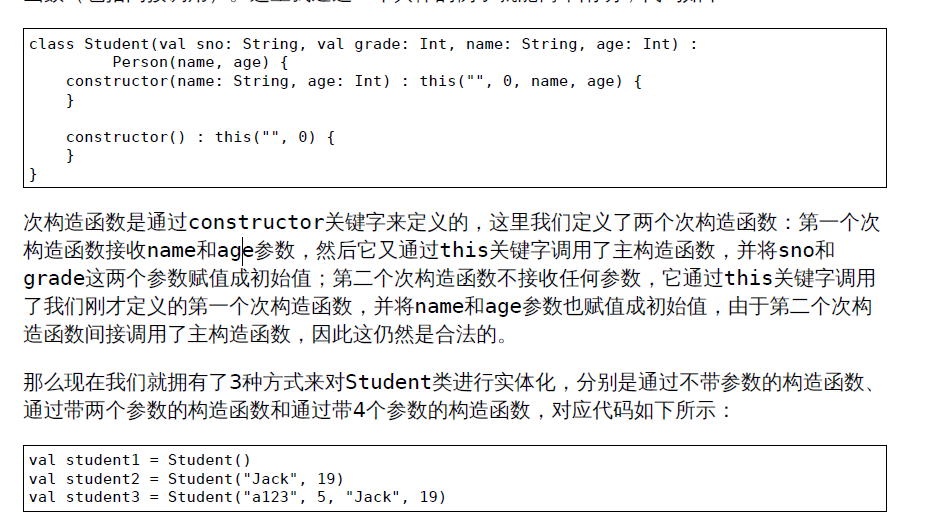 class Student(val sno: String, val grade: Int, name: String, age: Int) :
         Person(name, age) {
    constructor(name: String, age: Int) : this("", 0, name, age) {
    }

    constructor() : this("", 0) {
    }
}
次构造函数是通过constructor关键字来定义的，这里我们定义了两个次构造函数：第一个次
构造函数接收name和age参数，然后它又通过this关键字调用了主构造函数，并将sno和
grade这两个参数赋值成初始值；第二个次构造函数不接收任何参数，它通过this关键字调用
了我们刚才定义的第一个次构造函数，并将name和age参数也赋值成初始值，由于第二个次构
造函数间接调用了主构造函数，因此这仍然是合法的。
那么现在我们就拥有了3种方式来对Student类进行实体化，分别是通过不带参数的构造函数、
通过带两个参数的构造函数和通过带4个参数的构造函数，对应代码如下所示：
val student1 = Student()
val student2 = Student("Jack", 19)
val student3 = Student("a123", 5, "Jack", 19)